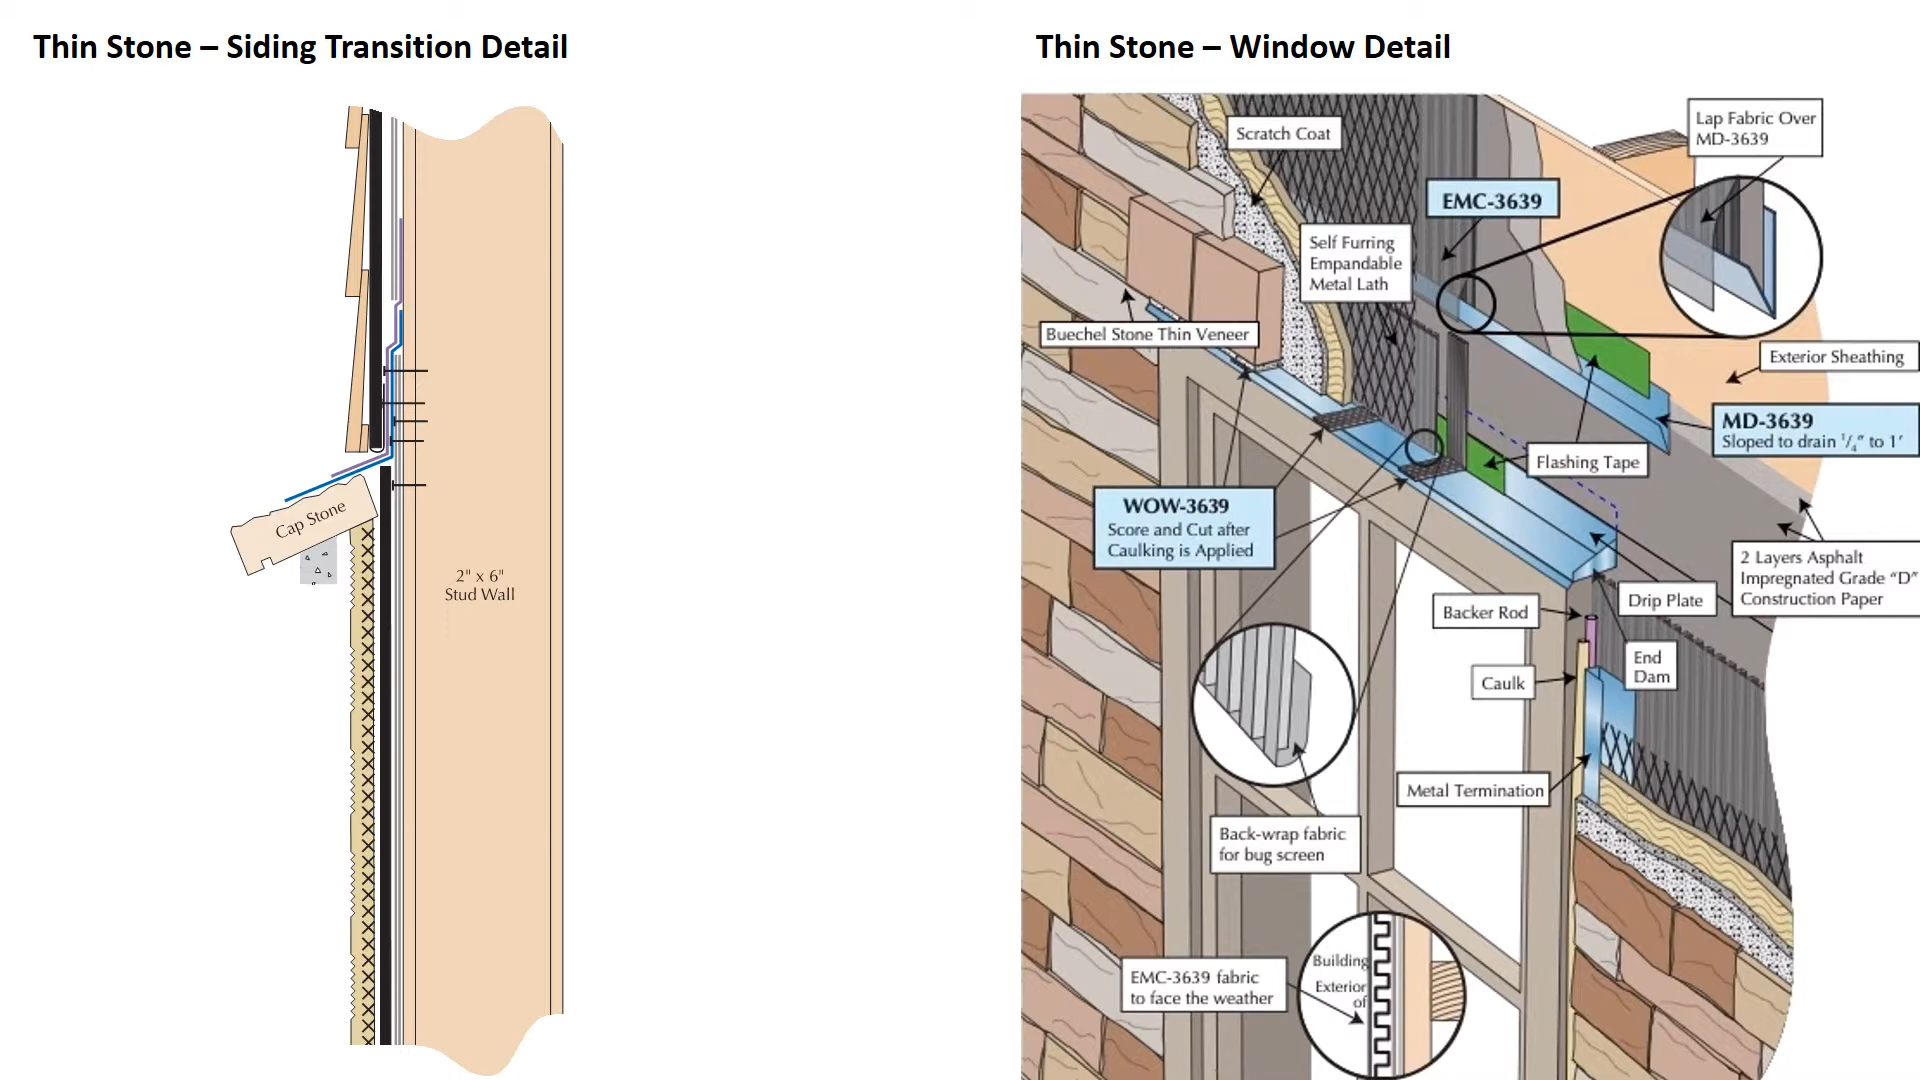 Thin Stone – Siding Transition Detail
Cap Stone
2" x 6"
Stud Wall
Thin Stone – Window Detail
Scratch Coat
Lap Fabric Over
MD-3639
EMC-3639
Self Furring
Empandable
Metal Lath
Buechel Stone Thin Veneer
Exterior Sheathing
MD-3639
Sloped to drain 1/4" to 1'
Flashing Tape
WOW-3639
Score and Cut after
Caulking is Applied
2 Layers Asphalt
Impregnated Grade "D"
Construction Paper
Drip Plate
Backer Rod
End
Dam
Caulk
Metal Termination
Back-wrap fabric
for bug screen
EMC-3639 fabric
to face the weather
Building
Exterior
of